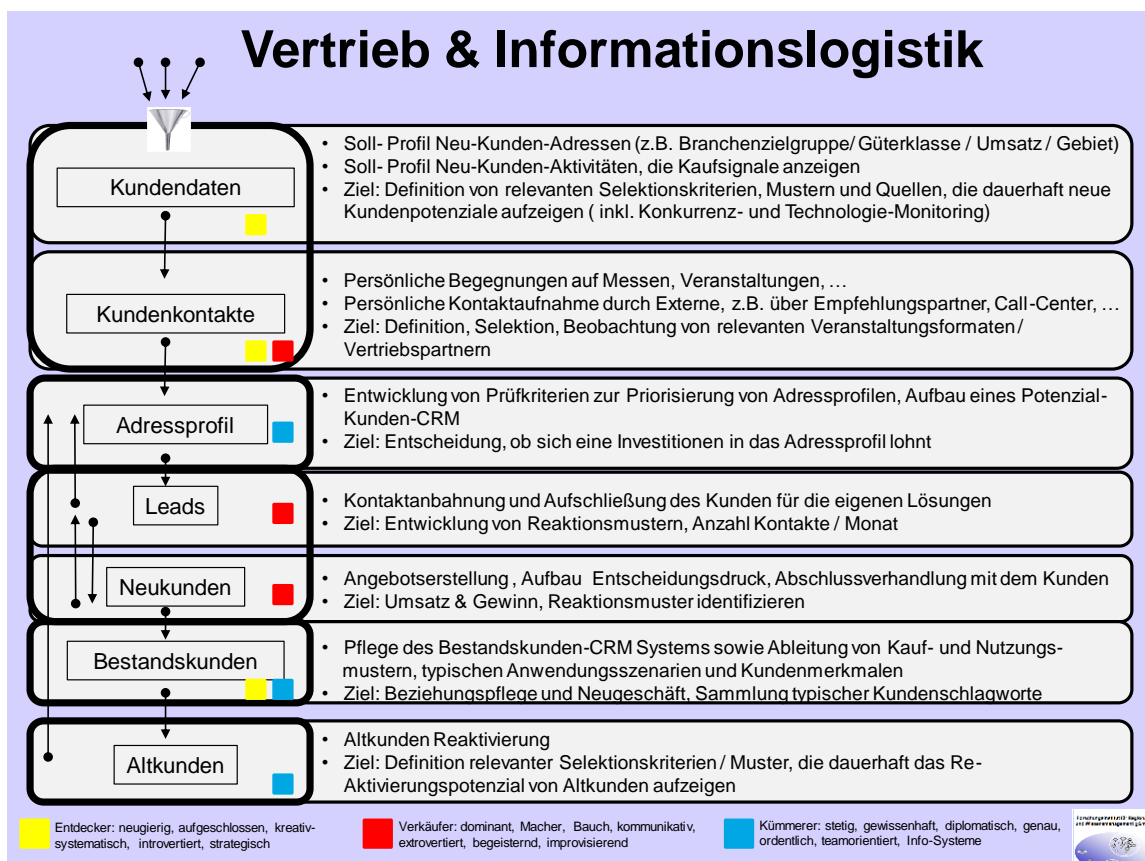 Vertrieb & Informationslogistik
Kundendaten
• Soll- Profil Neu-Kunden-Adressen (z.B. Branchenzielgruppe/ Güterklasse / Umsatz / Gebiet)
• Soll- Profil Neu-Kunden-Aktivitäten, die Kaufsignale anzeigen
• Ziel: Definition von relevanten Selektionskriterien, Mustern und Quellen, die dauerhaft neue
Kundenpotenziale aufzeigen ( inkl. Konkurrenz- und Technologie-Monitoring)
Kundenkontakte
• Persönliche Begegnungen auf Messen, Veranstaltungen, …
• Persönliche Kontaktaufnahme durch Externe, z.B. über Empfehlungspartner, Call-Center, …
• Ziel: Definition, Selektion, Beobachtung von relevanten Veranstaltungsformaten /
Vertriebspartnern
Adressprofil
• Entwicklung von Prüfkriterien zur Priorisierung von Adressprofilen, Aufbau eines Potenzial-
Kunden-CRM
• Ziel: Entscheidung, ob sich eine Investitionen in das Adressprofil lohnt
Leads
• Kontaktanbahnung und Aufschließung des Kunden für die eigenen Lösungen
• Ziel: Entwicklung von Reaktionsmustern, Anzahl Kontakte / Monat
Neukunden
• Angebotserstellung , Aufbau Entscheidungsdruck, Abschlussverhandlung mit dem Kunden
• Ziel: Umsatz & Gewinn, Reaktionsmuster identifizieren
Bestandskunden
• Pflege des Bestandskunden-CRM Systems sowie Ableitung von Kauf- und Nutzungs-
mustern, typischen Anwendungsszenarien und Kundenmerkmalen
• Ziel: Beziehungspflege und Neugeschäft, Sammlung typischer Kundenschlagworte
Altkunden
• Altkunden Reaktivierung
• Ziel: Definition relevanter Selektionskriterien / Muster, die dauerhaft das Re-
Aktivierungspotenzial von Altkunden aufzeigen
Entdecker: neugierig, aufgeschlossen, kreativ-
systematisch, introvertiert, strategisch
Verkäufer: dominant, Macher, Bauch, kommunikativ,
extrovertiert, begeisternd, improvisierend
Kümmerer: stetig, gewissenhaft, diplomatisch, genau,
ordentlich, teamorientiert, Info-Systeme